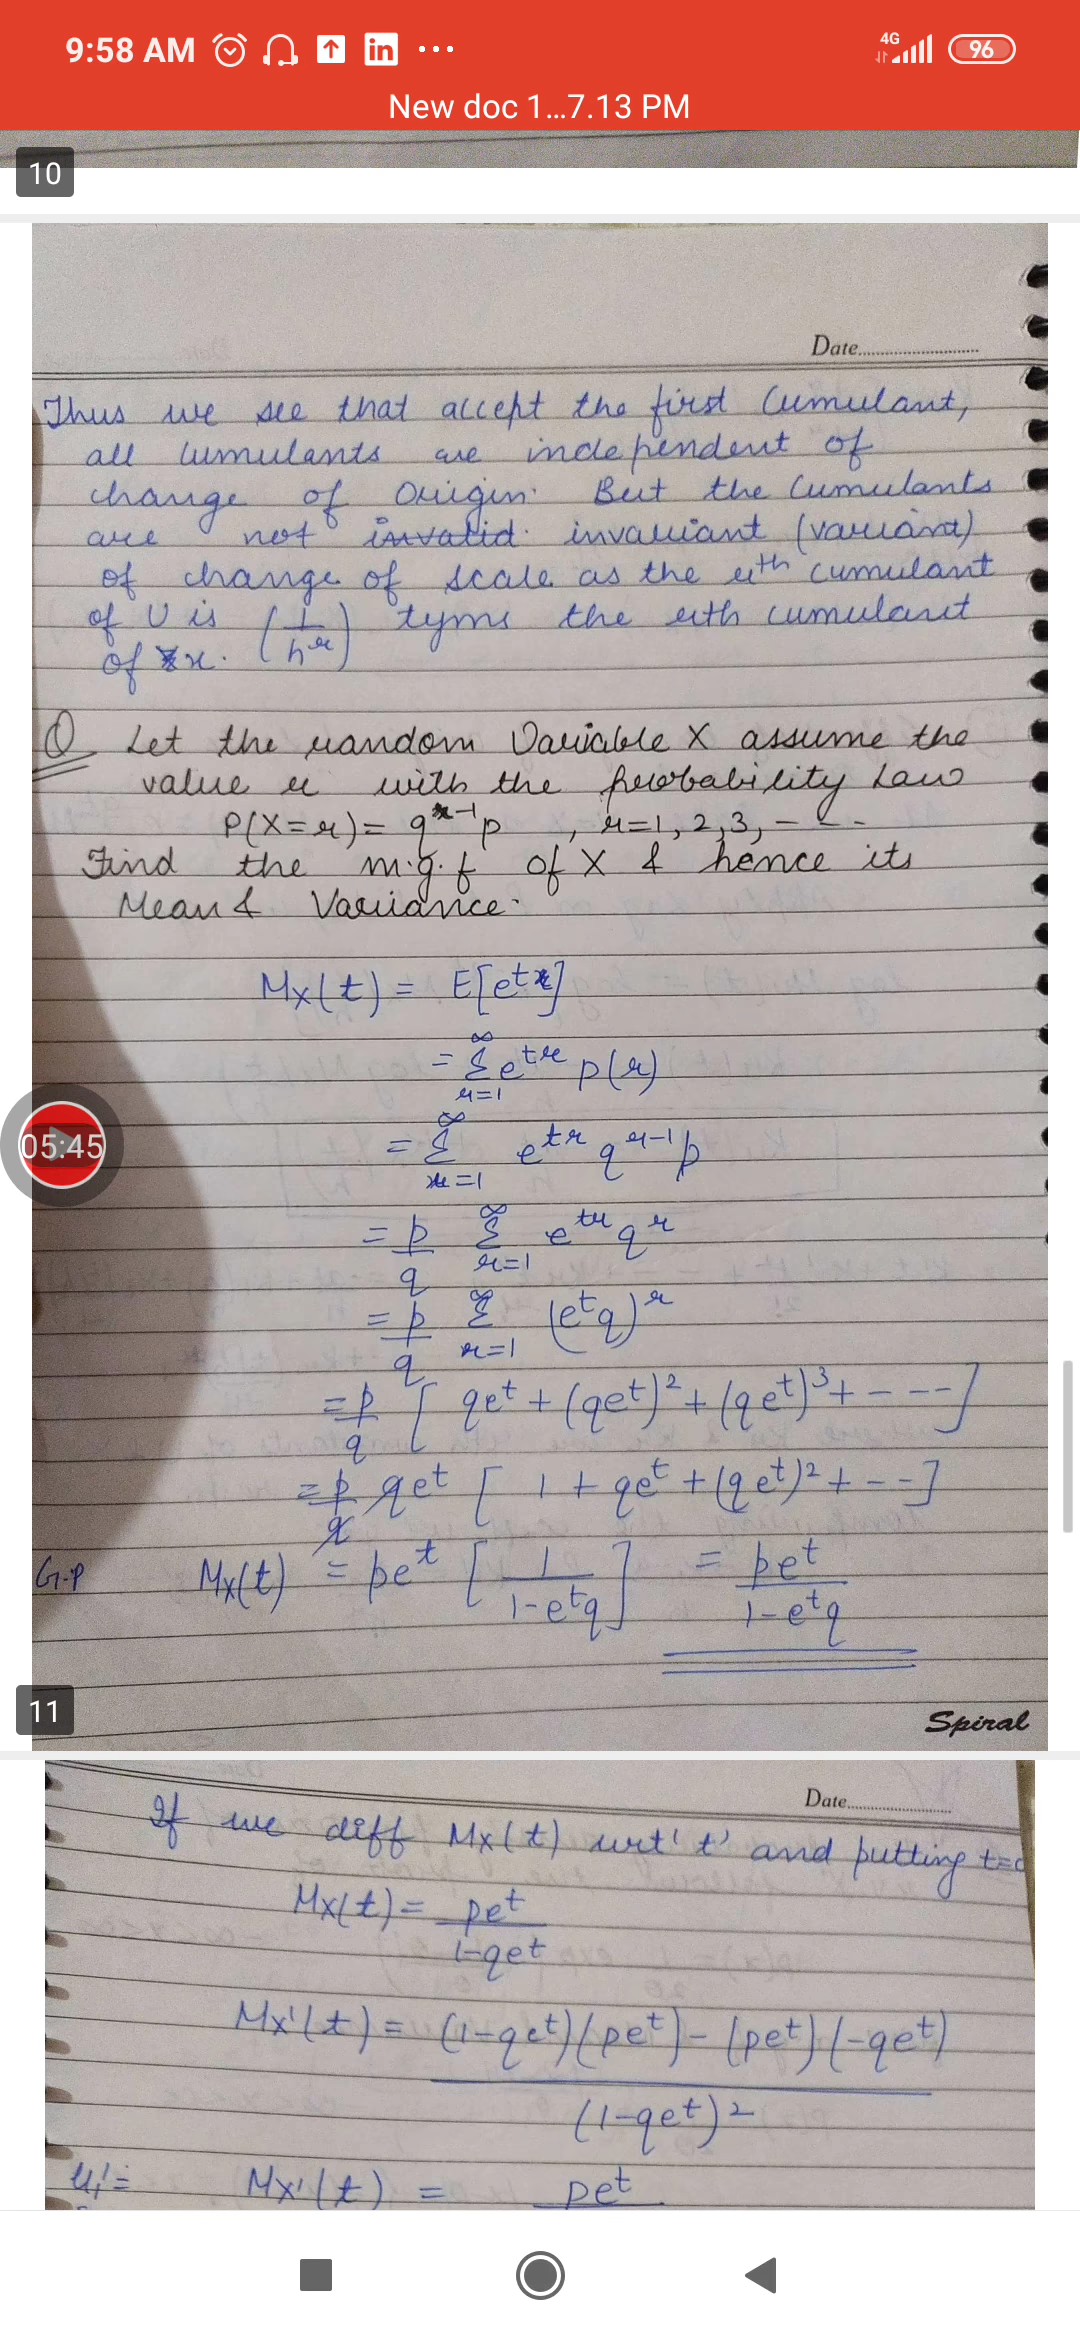 9:58 AM
4G
96
New doc 1...7.13 PM
10
Date
Thus we see that accept the first Cumulant,
all Cumulants are independent of
change of Origin. But the Cumulants
are not invalid. invariant (variant)
of change of scale as the rth cumulant
of U is (1/h^r) tyms the rth cumulant
of x.
Q Let the random Variable X assume the
value r with the probability Law
P(X=r) = q^{r-1}p , r=1,2,3,----
Find the m.g.f of X & hence its
Mean & Variance.
Mx(t) = E[e^{tx}]
= ∑_{r=1}^{∞} e^{tr} p(r)
= ∑_{r=1}^{∞} e^{tr} q^{r-1} p
= p/q ∑_{r=1}^{∞} e^{tr} q^r
05:45
= p/q ∑_{r=1}^{∞} (e^t q)^r
= p/q [ qe^t + (qe^t)^2 + (qe^t)^3 + ---- ]
= p/q qe^t [ 1 + qe^t + (qe^t)^2 + -- ]
G.P Mx(t) = pe^t [ 1/(1-e^t q) ] = pe^t/(1-e^t q)
11
Spiral
Date
If we diff Mx(t) wrt 't' and putting t=0
Mx(t) = pe^t/(1-qe^t)
Mx'(t) = ((1-qe^t)(pe^t) - (pe^t)(-qe^t))/(1-qe^t)^2
μ₁' = Mx'(t) = pe^t